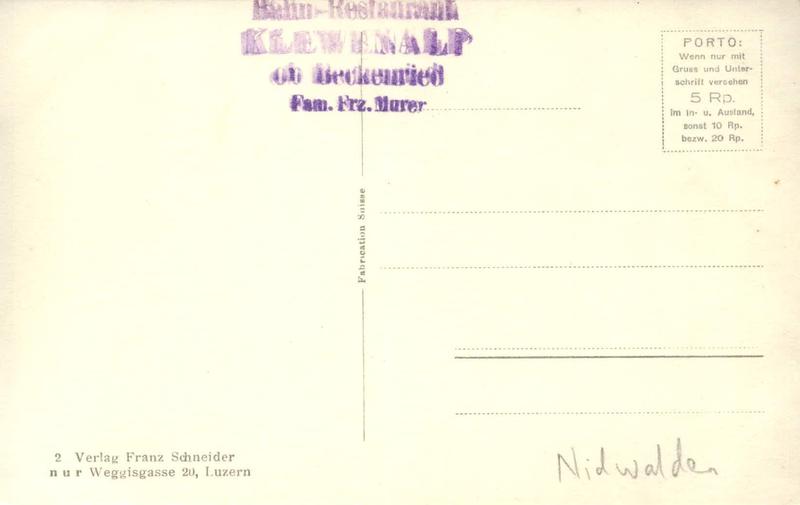 Bahn-Restaurant
KLEWENALP
ob Beckenried
Fam. Frz. Murer
PORTO:
Wenn nur mit
Gruss und Unter-
schrift versehen
5 Rp.
im In- u. Ausland,
sonst 10 Rp.
bezw. 20 Rp.
Fabrication Suisse
2 Verlag Franz Schneider
nur Weggisgasse 20, Luzern
Nidwalden